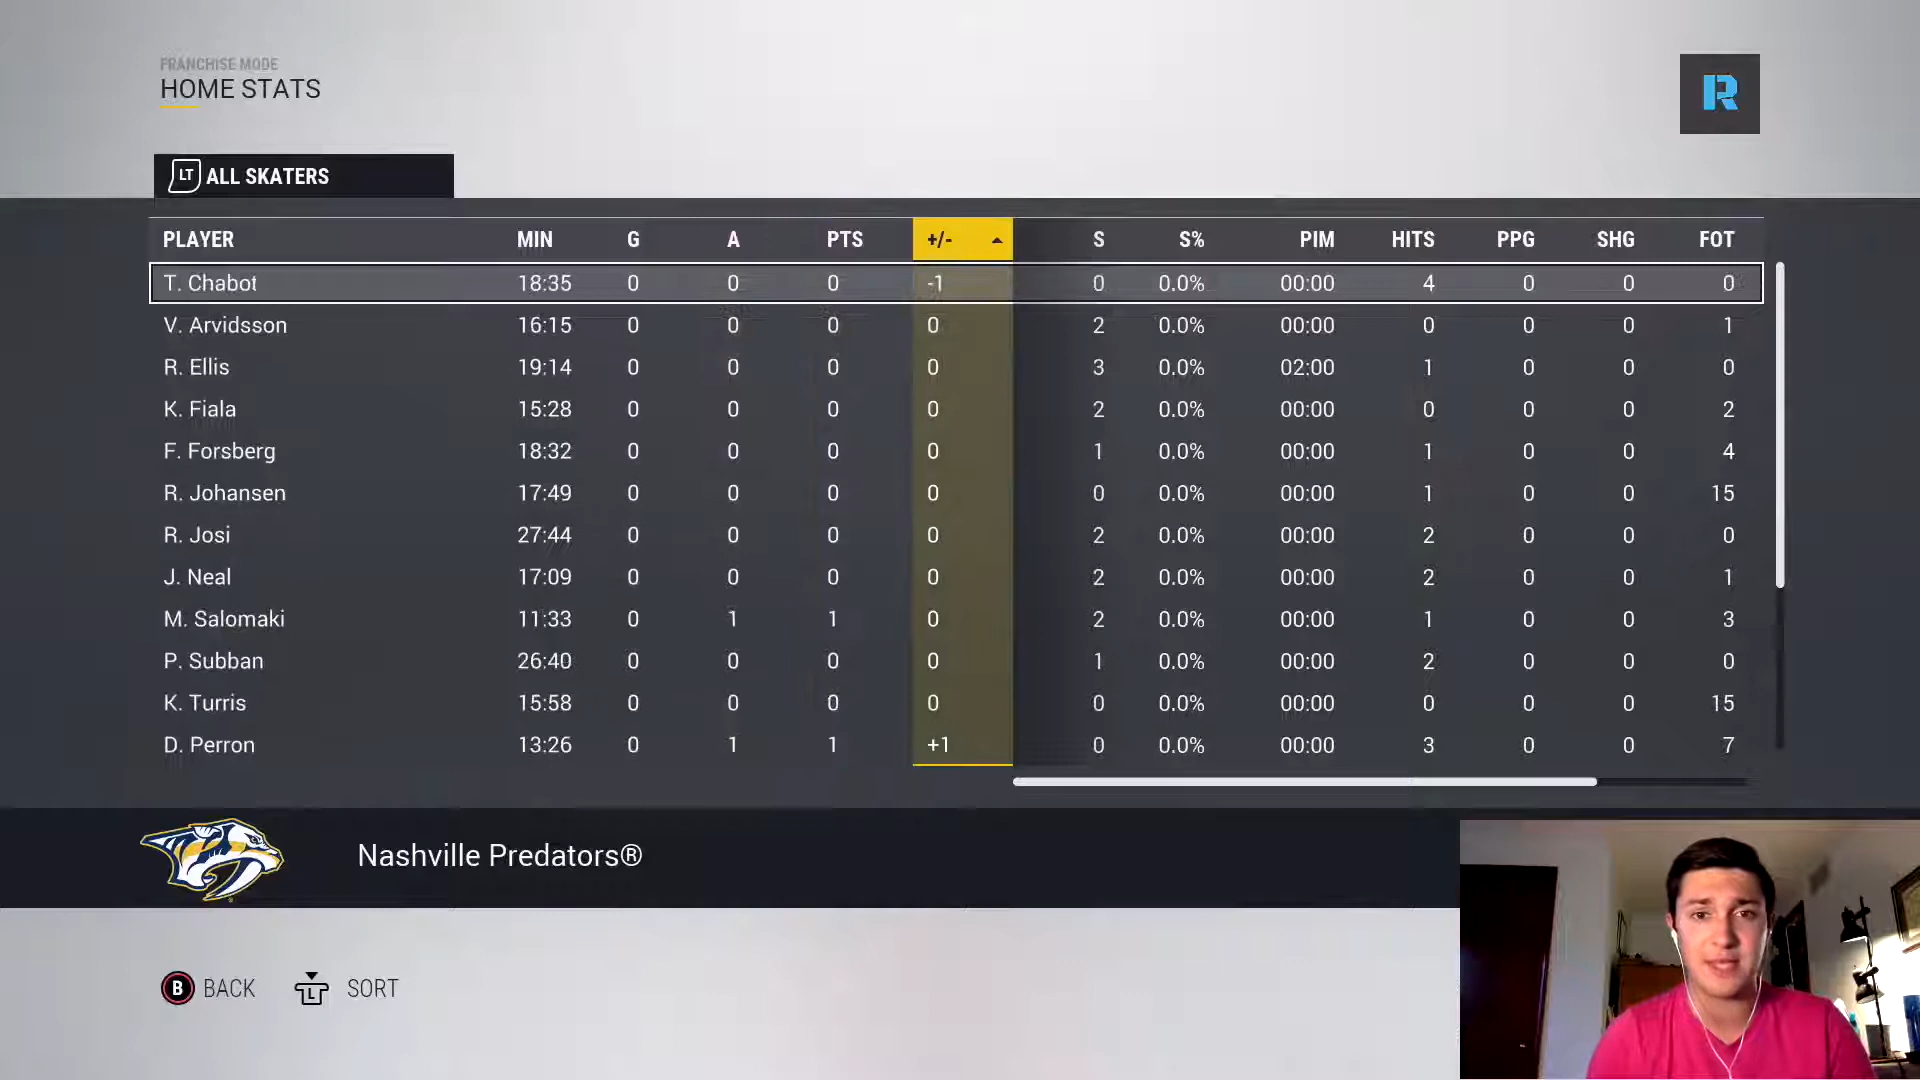 FRANCHISE MODE
HOME STATS
R
LT ALL SKATERS
PLAYER MIN G A PTS +/- S S% PIM HITS PPG SHG FOT
T. Chabot 18:35 0 0 0 -1 0 0.0% 00:00 4 0 0 0
V. Arvidsson 16:15 0 0 0 0 2 0.0% 00:00 0 0 0 1
R. Ellis 19:14 0 0 0 0 3 0.0% 02:00 1 0 0 0
K. Fiala 15:28 0 0 0 0 2 0.0% 00:00 0 0 0 2
F. Forsberg 18:32 0 0 0 0 1 0.0% 00:00 1 0 0 4
R. Johansen 17:49 0 0 0 0 0 0.0% 00:00 1 0 0 15
R. Josi 27:44 0 0 0 0 2 0.0% 00:00 2 0 0 0
J. Neal 17:09 0 0 0 0 2 0.0% 00:00 2 0 0 1
M. Salomaki 11:33 0 1 1 0 2 0.0% 00:00 1 0 0 3
P. Subban 26:40 0 0 0 0 1 0.0% 00:00 2 0 0 0
K. Turris 15:58 0 0 0 0 0 0.0% 00:00 0 0 0 15
D. Perron 13:26 0 1 1 +1 0 0.0% 00:00 3 0 0 7
Nashville Predators®
B BACK L SORT